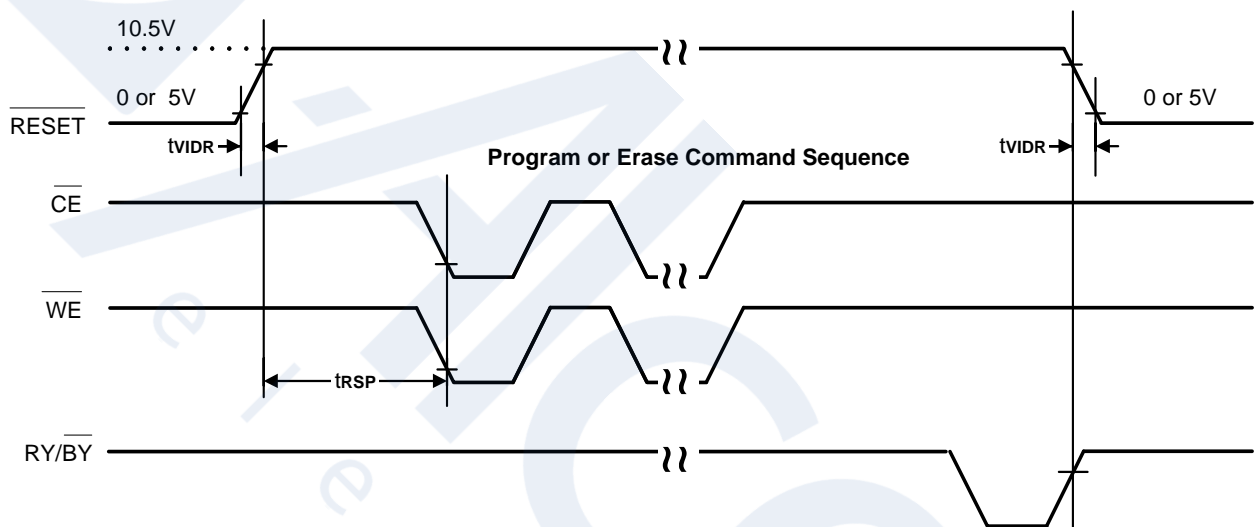 10.5V
0 or 5V
0 or 5V
RESET
tVIDR
tVIDR
Program or Erase Command Sequence
CE
WE
tRSP
RY/BY
e
e